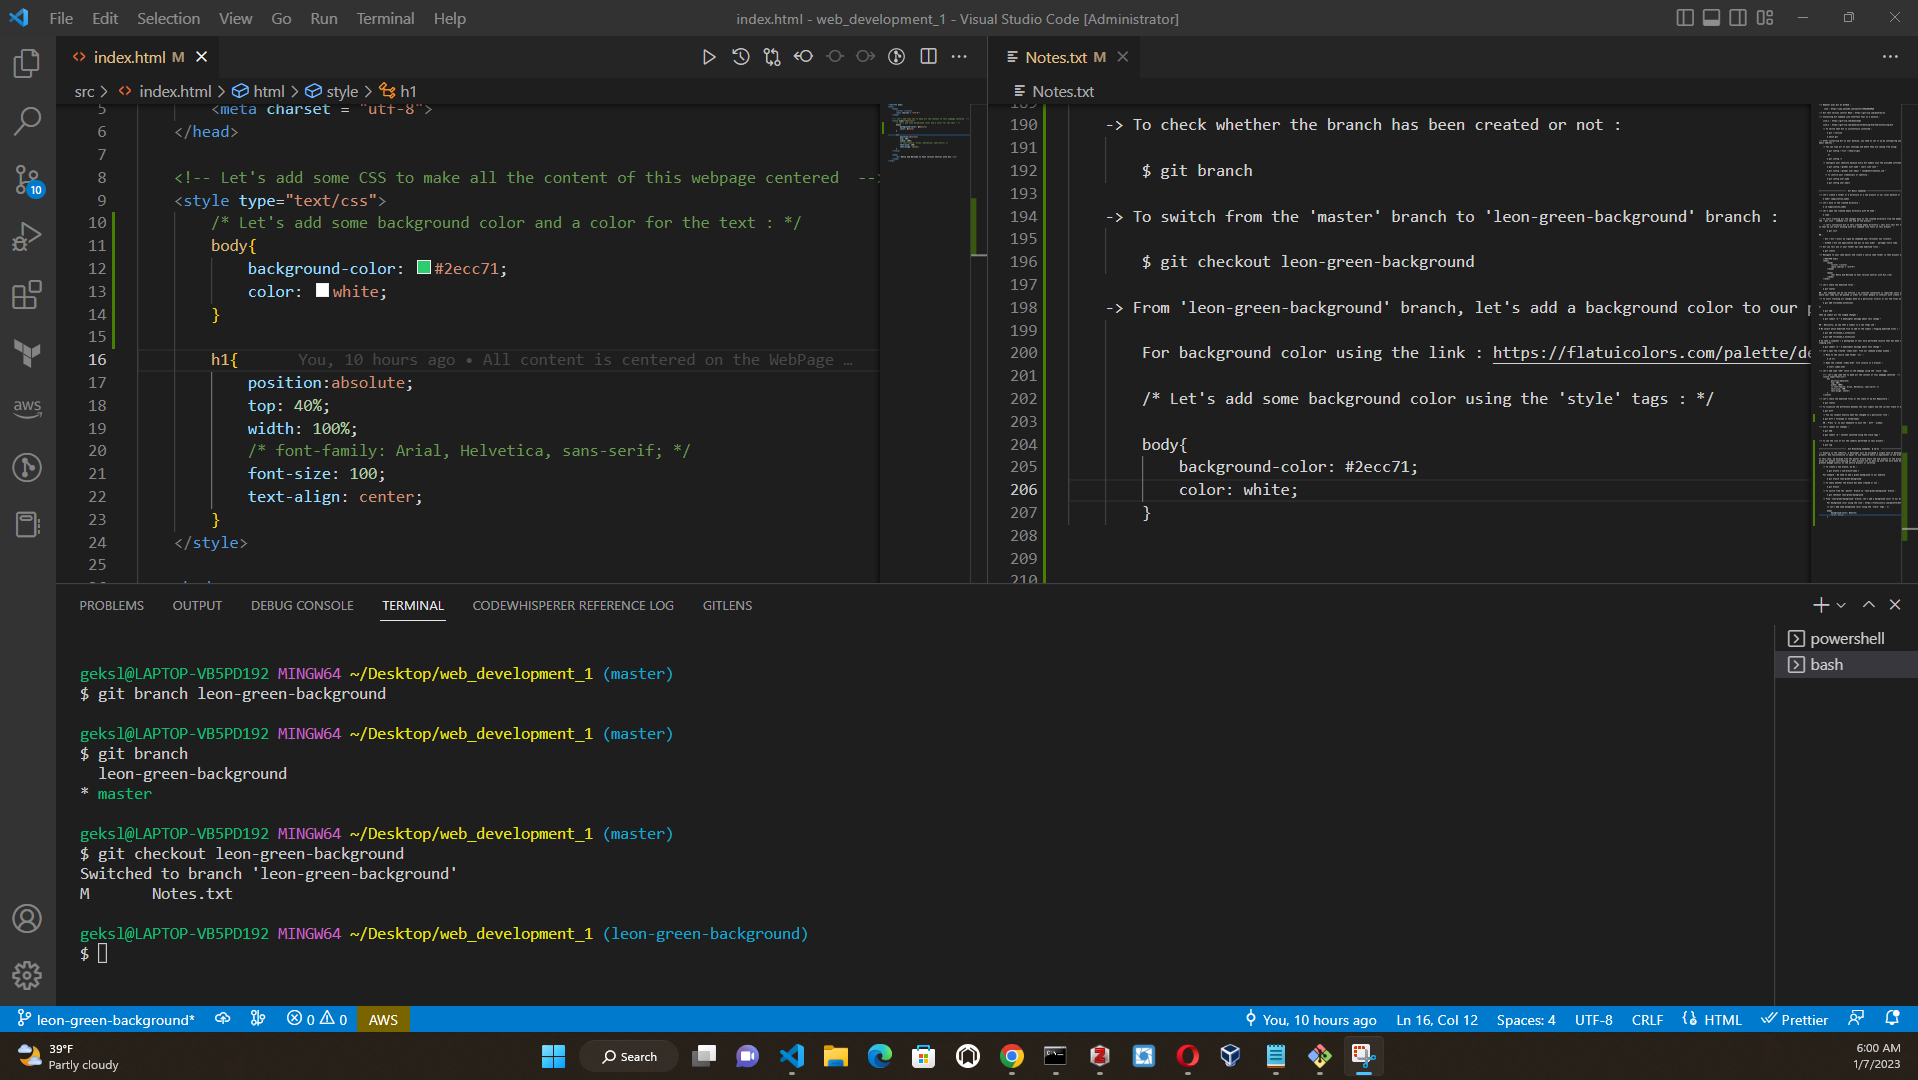 File Edit Selection View Go Run Terminal Help
index.html - web_development_1 - Visual Studio Code [Administrator]
index.html M
src > index.html > html > style > h1
5 <meta charset = "utf-8">
6 </head>
7
8 <!-- Let's add some CSS to make all the content of this webpage centered --
9 <style type="text/css">
10 /* Let's add some background color and a color for the text : */
11 body{
12 background-color: #2ecc71;
13 color: white;
14 }
15
16 h1{ You, 10 hours ago • All content is centered on the WebPage …
17 position:absolute;
18 top: 40%;
19 width: 100%;
20 /* font-family: Arial, Helvetica, sans-serif; */
21 font-size: 100;
22 text-align: center;
23 }
24 </style>
25
Notes.txt M
Notes.txt
189
190 -> To check whether the branch has been created or not :
191
192 $ git branch
193
194 -> To switch from the 'master' branch to 'leon-green-background' branch :
195
196 $ git checkout leon-green-background
197
198 -> From 'leon-green-background' branch, let's add a background color to our
199
200 For background color using the link : https://flatuicolors.com/palette/de
201
202 /* Let's add some background color using the 'style' tags : */
203
204 body{
205 background-color: #2ecc71;
206 color: white;
207 }
208
209
210
PROBLEMS OUTPUT DEBUG CONSOLE TERMINAL CODEWHISPERER REFERENCE LOG GITLENS
powershell
bash
geksl@LAPTOP-VB5PD192 MINGW64 ~/Desktop/web_development_1 (master)
$ git branch leon-green-background
geksl@LAPTOP-VB5PD192 MINGW64 ~/Desktop/web_development_1 (master)
$ git branch
leon-green-background
* master
geksl@LAPTOP-VB5PD192 MINGW64 ~/Desktop/web_development_1 (master)
$ git checkout leon-green-background
Switched to branch 'leon-green-background'
M Notes.txt
geksl@LAPTOP-VB5PD192 MINGW64 ~/Desktop/web_development_1 (leon-green-background)
$
10
aws
leon-green-background* 0 0 AWS You, 10 hours ago Ln 16, Col 12 Spaces: 4 UTF-8 CRLF HTML Prettier
39°F
Partly cloudy
Search
6:00 AM
1/7/2023